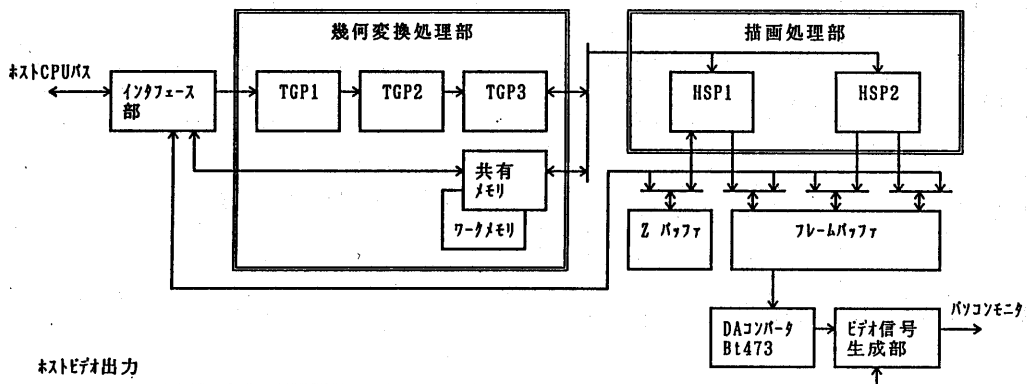 幾何変換処理部
描画処理部
ホストCPUバス
インタフェース
部
TGP1
TGP2
TGP3
HSP1
HSP2
共有
メモリ
ワークメモリ
Z バッファ
フレームバッファ
DAコンバータ
Bt473
ビデオ信号
生成部
パソコンモニタ
ホストビデオ出力